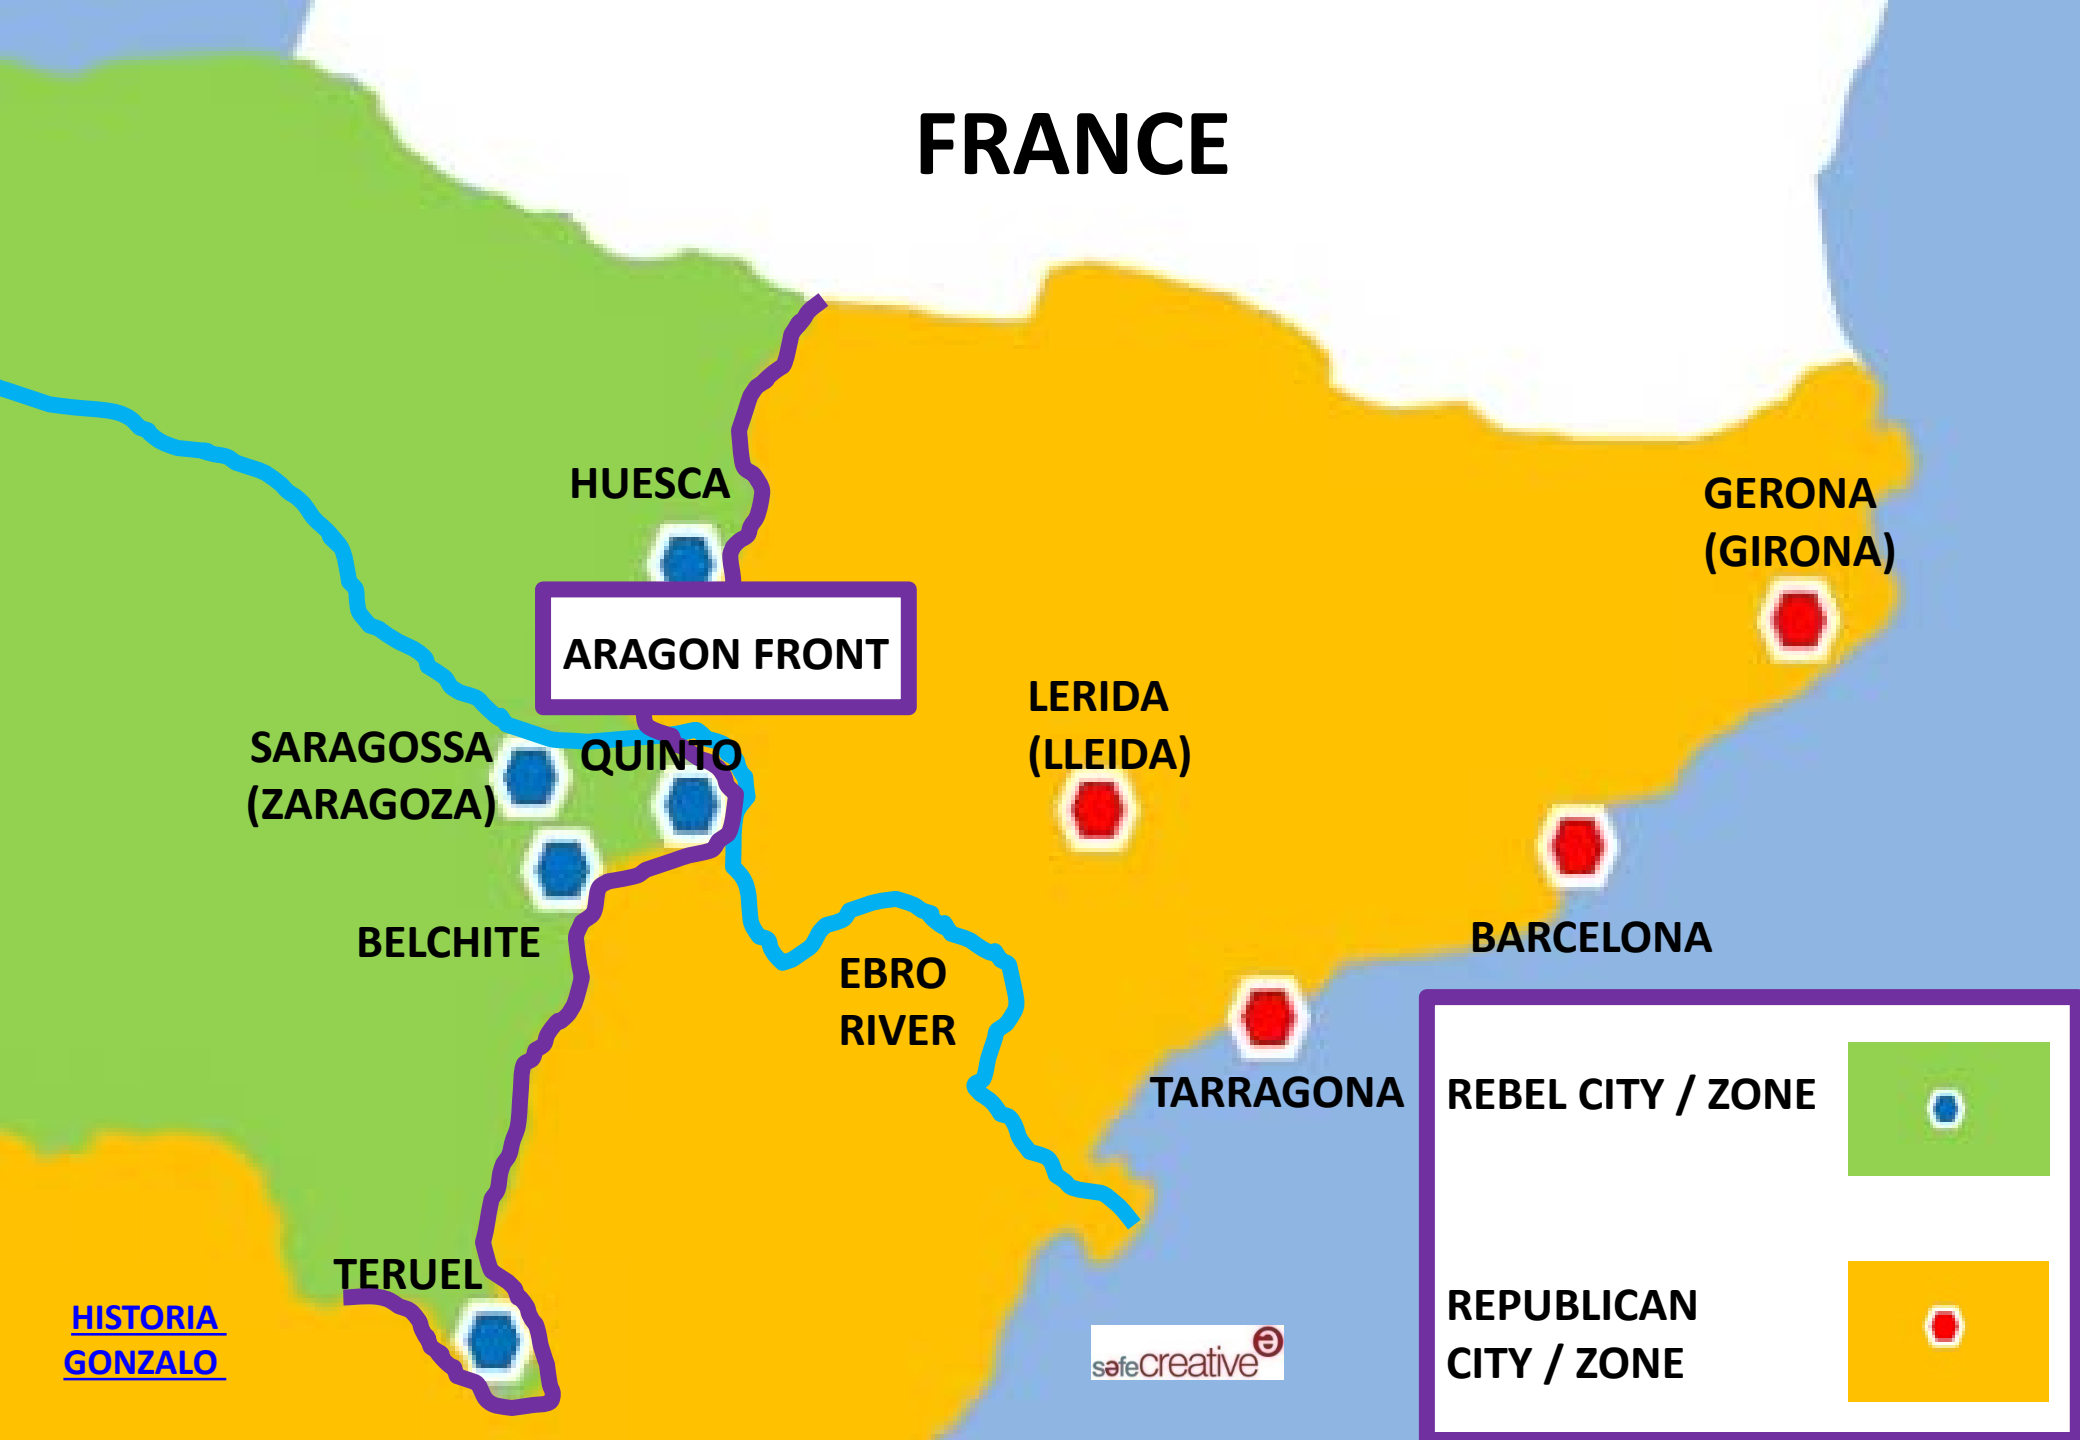 FRANCE
HUESCA
GERONA
(GIRONA)
ARAGON FRONT
LERIDA
(LLEIDA)
SARAGOSSA
(ZARAGOZA)
QUINTO
BELCHITE
BARCELONA
EBRO
RIVER
TARRAGONA
REBEL CITY / ZONE
TERUEL
HISTORIA
GONZALO
REPUBLICAN
CITY / ZONE
safecreative